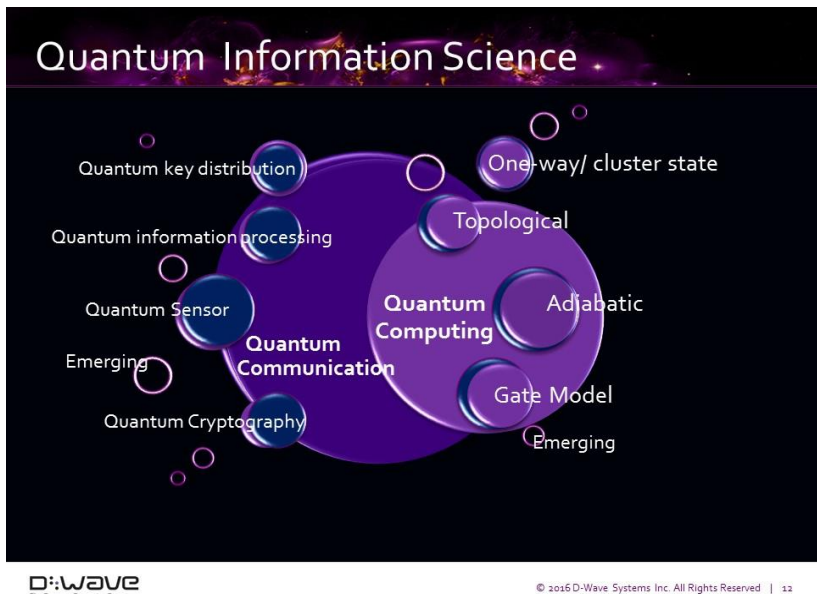 Quantum Information Science
Quantum key distribution
One-way/ cluster state
Topological
Quantum information processing
Quantum Sensor
Quantum
Computing
Adiabatic
Quantum
Communication
Emerging
Gate Model
Quantum Cryptography
Emerging
D:Wave
© 2016 D-Wave Systems Inc. All Rights Reserved | 12